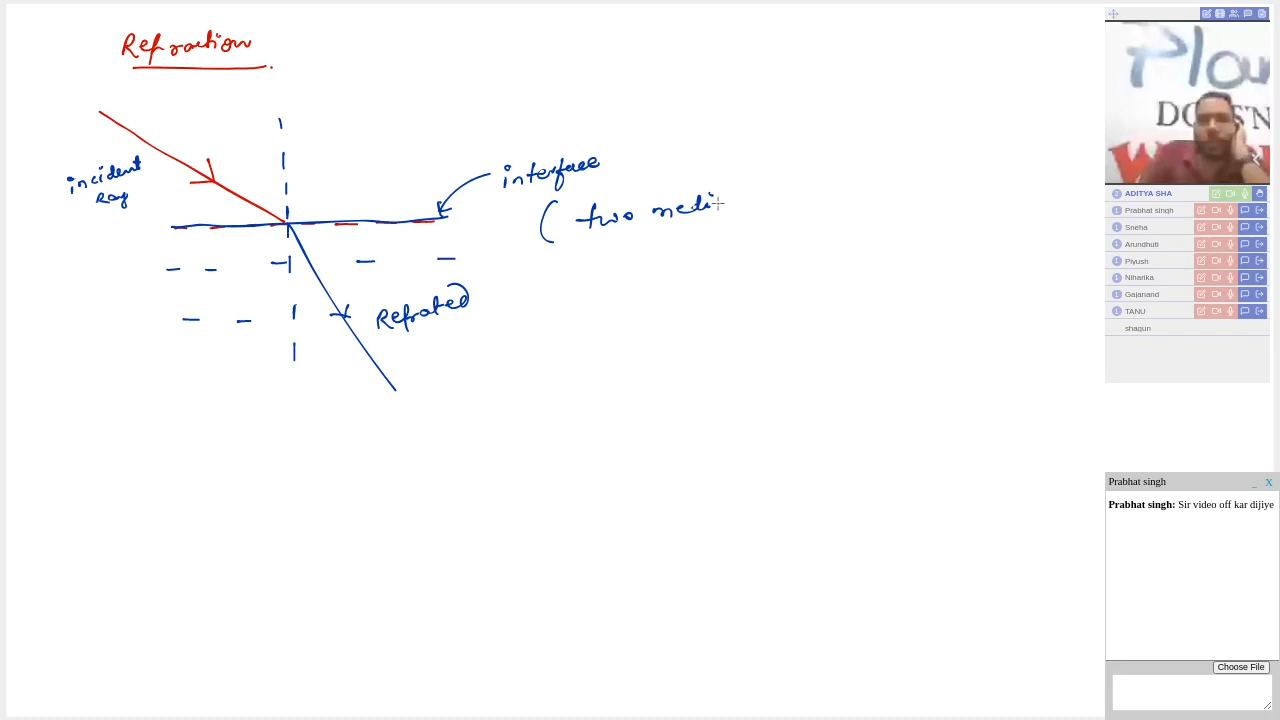 Refraction
incident
Ray
interface
( two medi
Refrated
Plan
DOESN
W
ADITYA SHA
Prabhat singh
Sneha
Arundhuti
Piyush
Niharika
Gajanand
TANU
shagun
Prabhat singh
_ X
Prabhat singh: Sir video off kar dijiye
Choose File